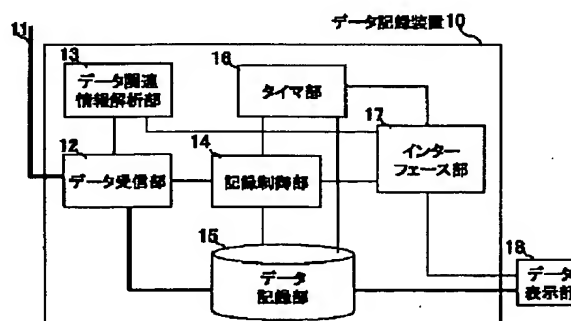 11
データ記録装置10
13
データ関連
情報解析部
16
タイマ部
17
インター
フェース部
12
データ受信部
14
記録制御部
15
データ
記録部
18
データ
表示部